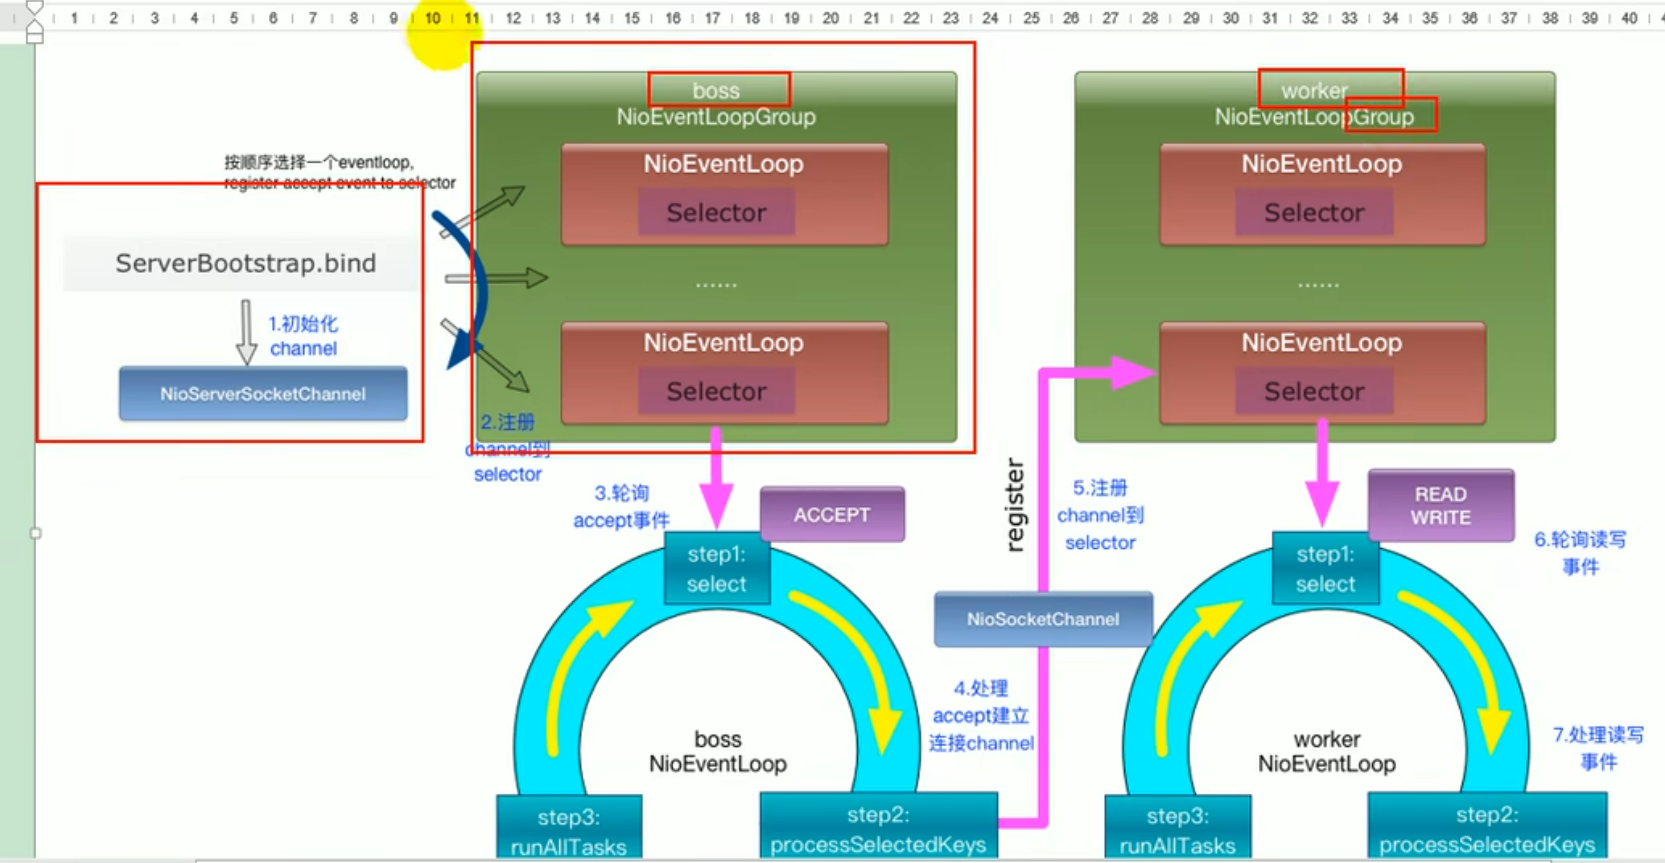 1 2 3 4 5 6 7 8 9 10 11 12 13 14 15 16 17 18 19 20 21 22 23 24 25 26 27 28 29 30 31 32 33 34 35 36 37 38 39 40
boss
NioEventLoopGroup
worker
NioEventLoopGroup
按顺序选择一个eventloop,
register accept event to selector
NioEventLoop
Selector
NioEventLoop
Selector
ServerBootstrap.bind
......
......
1.初始化
channel
NioServerSocketChannel
NioEventLoop
Selector
NioEventLoop
Selector
2.注册
channel到
selector
3.轮询
accept事件
ACCEPT
register
5.注册
channel到
selector
READ
WRITE
6.轮询读写
事件
step1:
select
step1:
select
NioSocketChannel
4.处理
accept建立
连接channel
boss
NioEventLoop
worker
NioEventLoop
7.处理读写
事件
step3:
runAllTasks
step2:
processSelectedKeys
step3:
runAllTasks
step2:
processSelectedKeys